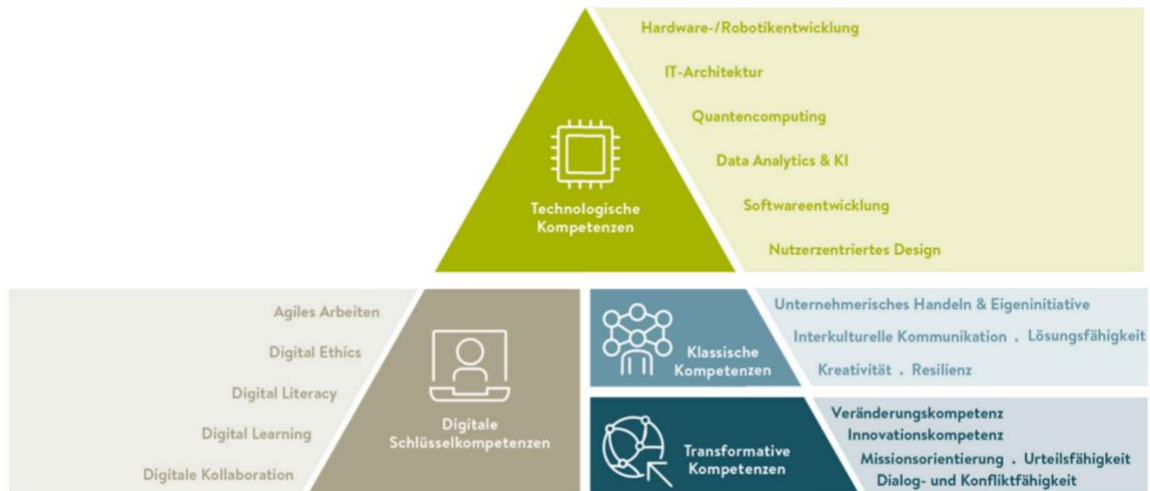 Hardware-/Robotikentwicklung
IT-Architektur
Quantencomputing
Data Analytics & KI
Softwareentwicklung
Nutzerzentriertes Design
Technologische
Kompetenzen
Agiles Arbeiten
Digital Ethics
Digital Literacy
Digital Learning
Digitale Kollaboration
Digitale
Schlüsselkompetenzen
Klassische
Kompetenzen
Unternehmerisches Handeln & Eigeninitiative
Interkulturelle Kommunikation . Lösungsfähigkeit
Kreativität . Resilienz
Transformative
Kompetenzen
Veränderungskompetenz
Innovationskompetenz
Missionsorientierung . Urteilsfähigkeit
Dialog- und Konfliktfähigkeit